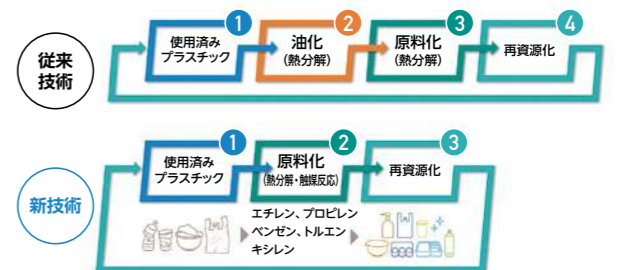 従来
技術
1
使用済み
プラスチック
2
油化
(熱分解)
3
原料化
(熱分解)
4
再資源化
新技術
1
使用済み
プラスチック
2
原料化
(熱分解・触媒反応)
3
再資源化
エチレン、プロピレン
ベンゼン、トルエン
キシレン